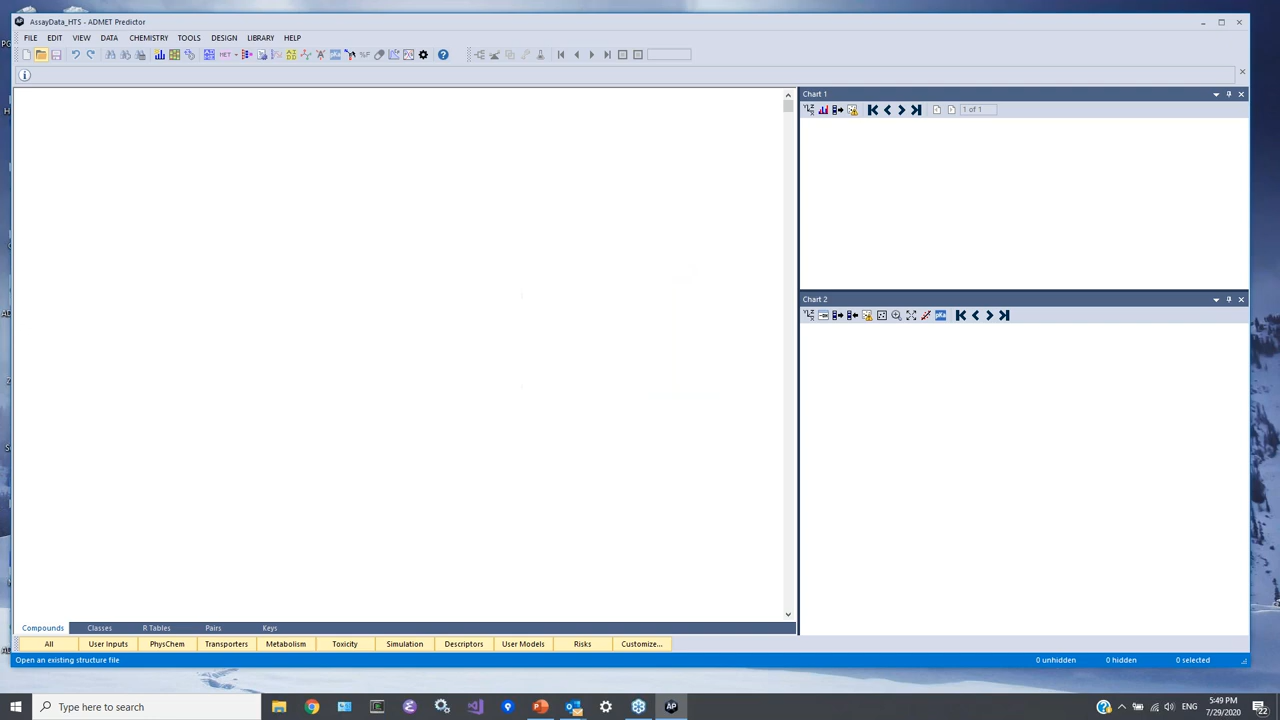 AssayData_HTS - ADMET Predictor
FILE EDIT VIEW DATA CHEMISTRY TOOLS DESIGN LIBRARY HELP
Chart 1
1 of 1
Chart 2
Compounds Classes R Tables Pairs Keys
All User Inputs PhysChem Transporters Metabolism Toxicity Simulation Descriptors User Models Risks Customize...
Open an existing structure file 0 unhidden 0 hidden 0 selected
Type here to search
AP
ENG
5:49 PM
7/29/2020
22